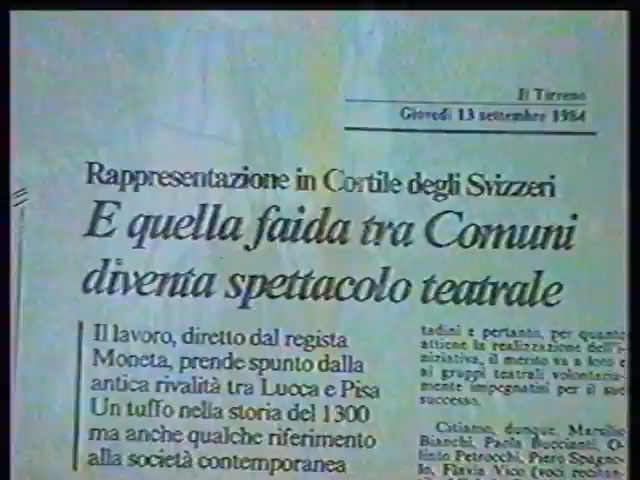 Il Tirreno
Giovedì 13 settembre 1984
Rappresentazione in Cortile degli Svizzeri
E quella faida tra Comuni
diventa spettacolo teatrale
Il lavoro, diretto dal regista
Moneta, prende spunto dalla
antica rivalità tra Lucca e Pisa
Un tuffo nella storia del 1300
ma anche qualche riferimento
alla società contemporanea
tadini e pertanto, per quanto
attiene la realizzazione dell'i-
niziativa, il merito va a loro e
ai gruppi teatrali volontaria-
mente impegnatisi per il suo
successo.
Citiamo, dunque, Marcello
Bianchi, Paola Buccianti, O-
linto Petrocchi, Piero Spagno-
lo, Flavia Vico (voci recitan-